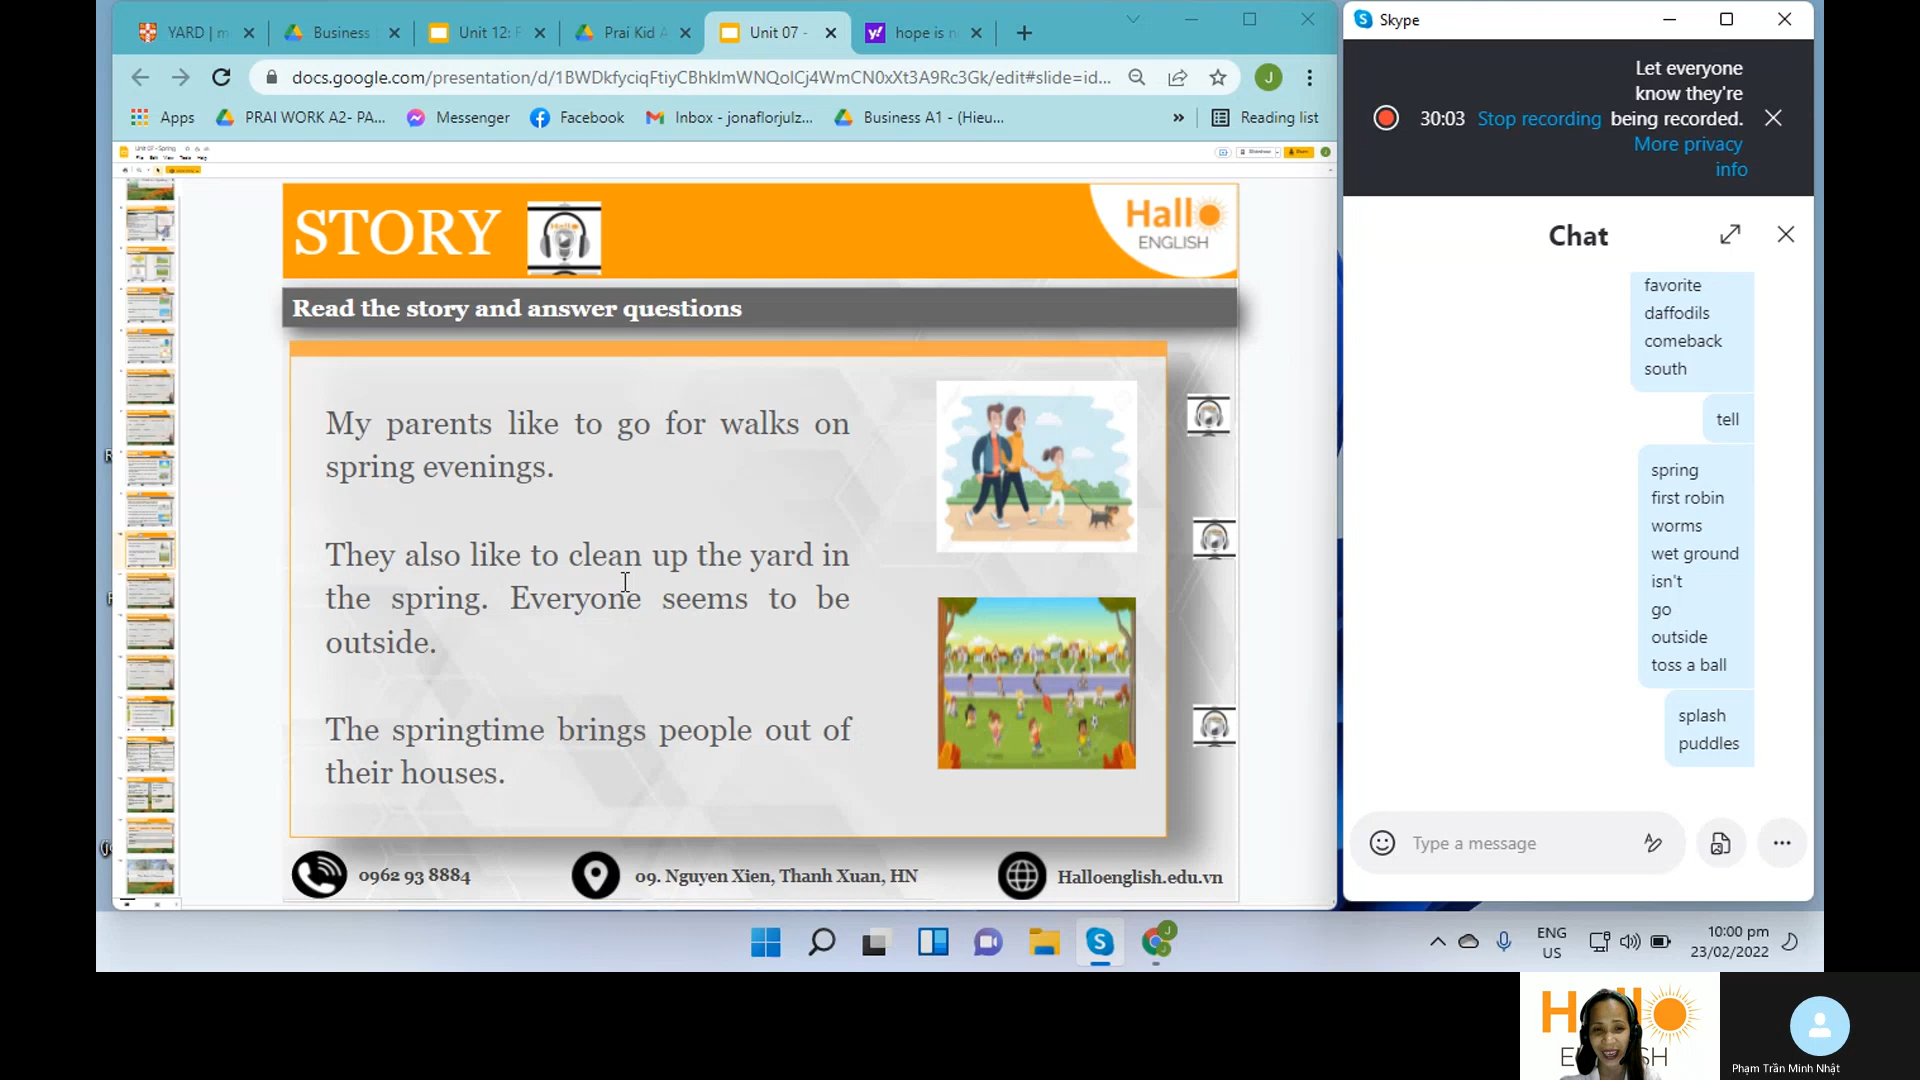 YARD | m
Business
Unit 12: F
Prai Kid A
Unit 07 -
hope is n
docs.google.com/presentation/d/1BWDkfyciqFtiyCBhklmWNQolCj4WmCN0xXt3A9Rc3Gk/edit#slide=id...
J
Apps
PRAI WORK A2- PA...
Messenger
Facebook
Inbox - jonaflorjulz...
Business A1 - (Hieu...
»
Reading list
Unit 07 - Spring
STORY
Hallo
ENGLISH
Read the story and answer questions
My parents like to go for walks on
spring evenings.
They also like to clean up the yard in
the spring. Everyone seems to be
outside.
The springtime brings people out of
their houses.
0962 93 8884
09. Nguyen Xien, Thanh Xuan, HN
Halloenglish.edu.vn
Skype
30:03
Stop recording
Let everyone
know they're
being recorded.
More privacy
info
Chat
favorite
daffodils
comeback
south
tell
spring
first robin
worms
wet ground
isn't
go
outside
toss a ball
splash
puddles
Type a message
ENG
US
10:00 pm
23/02/2022
Phạm Trần Minh Nhật